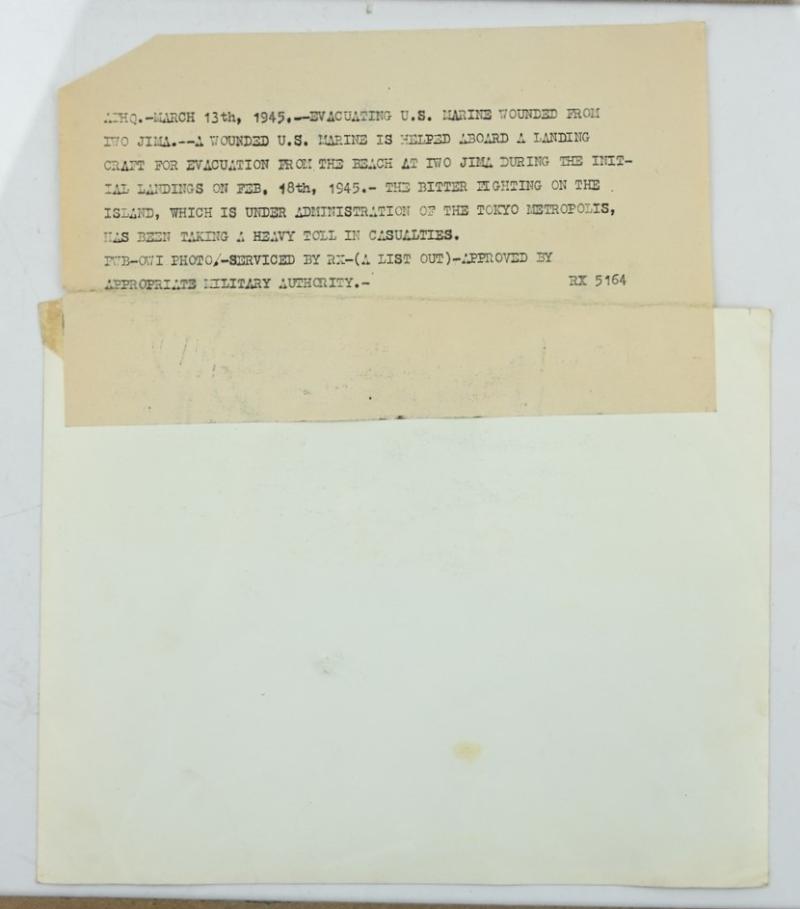 AFHQ.-MARCH 13th, 1945.--EVACUATING U.S. MARINE WOUNDED FROM
IWO JIMA.--A WOUNDED U.S. MARINE IS HELPED ABOARD A LANDING
CRAFT FOR EVACUATION FROM THE BEACH AT IWO JIMA DURING THE INIT-
IAL LANDINGS ON FEB, 18th, 1945.- THE BITTER FIGHTING ON THE
ISLAND, WHICH IS UNDER ADMINISTRATION OF THE TOKYO METROPOLIS,
HAS BEEN TAKING A HEAVY TOLL IN CASUALTIES.
PWB-OWI PHOTO/-SERVICED BY RX-(A LIST OUT)-APPROVED BY
APPROPRIATE MILITARY AUTHORITY.- RX 5164